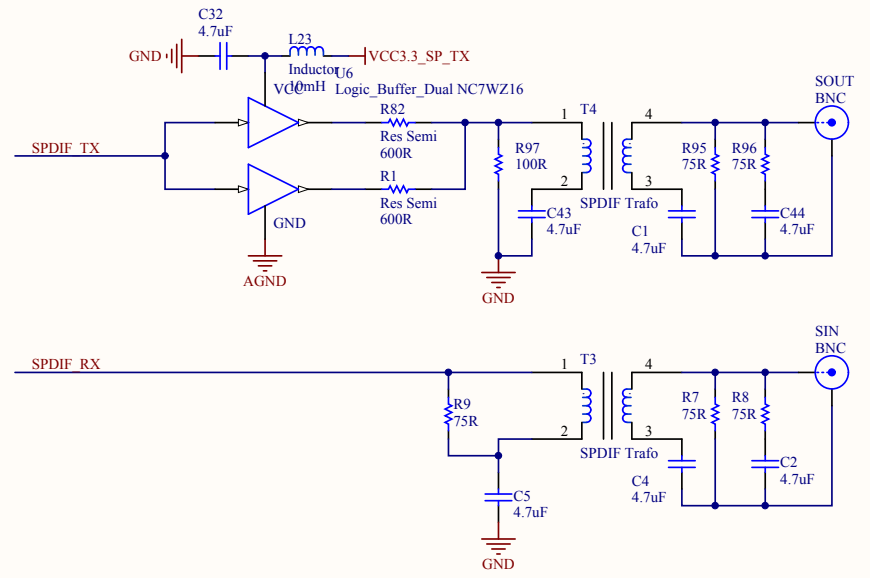 C32
4.7uF
GND
L23
VCC3.3_SP_TX
Inductor
10mH
U6
VCC
Logic_Buffer_Dual NC7WZ16
SPDIF_TX
R82
Res Semi
600R
R1
Res Semi
600R
GND
AGND
R97
100R
1
T4
4
2
3
SPDIF Trafo
C43
4.7uF
GND
C1
4.7uF
R95
75R
R96
75R
C44
4.7uF
SOUT
BNC
SPDIF_RX
R9
75R
1
T3
4
2
3
SPDIF Trafo
C5
4.7uF
GND
C4
4.7uF
R7
75R
R8
75R
C2
4.7uF
SIN
BNC